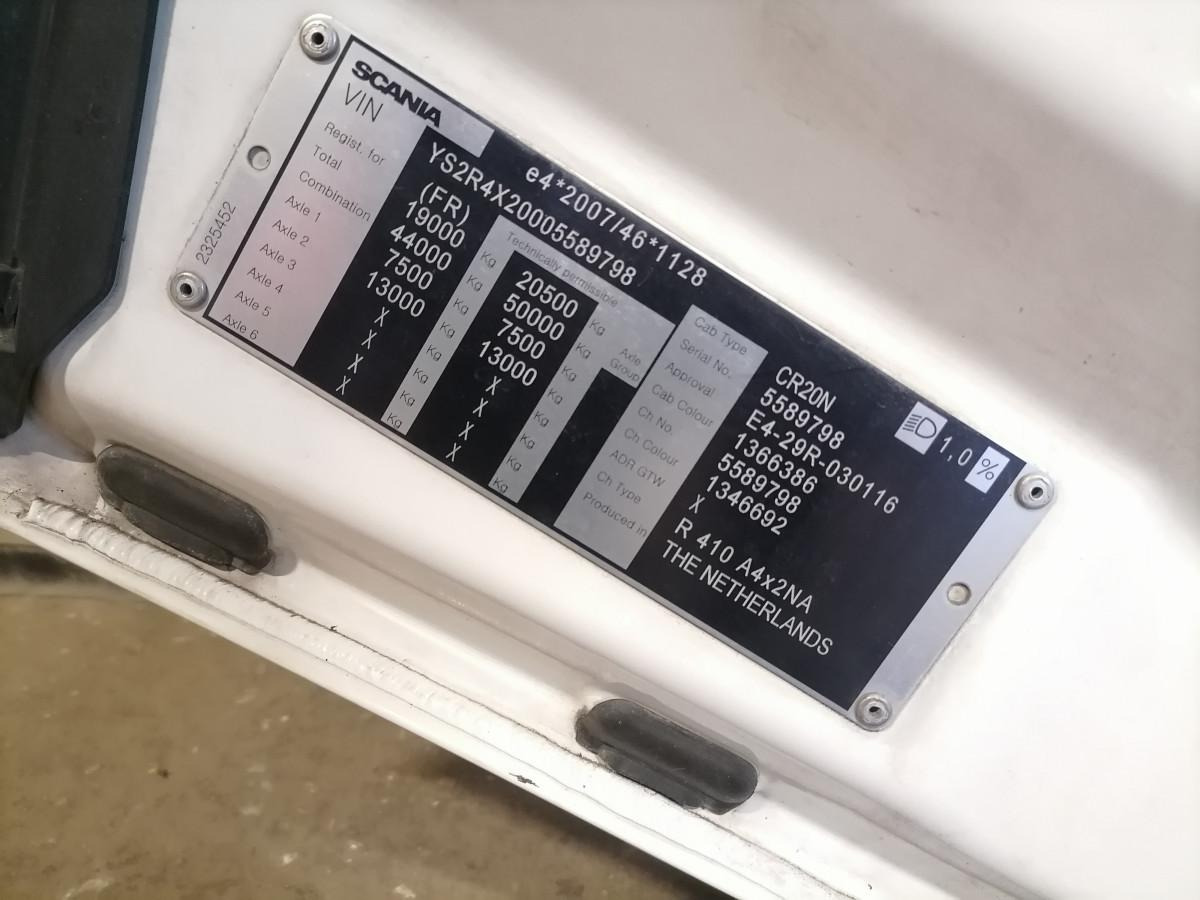 SCANIA
e4*2007/46*1128
VIN YS2R4X20005589798
Regist. for (FR) Technically permissible
Total 19000 Kg 20500 Kg
Combination 44000 Kg 50000 Kg
Axle 1 7500 Kg 7500 Kg Axle Group
Axle 2 13000 Kg 13000 Kg
Axle 3 X Kg X Kg
Axle 4 X Kg X Kg
Axle 5 X Kg X Kg
Axle 6 X Kg X Kg
Cab Type CR20N
Serial No. 5589798
Approval E4-29R-030116
Cab Colour 1366386
Ch No. 5589798
Ch Colour 1346692
ADR GTW X
Ch Type R 410 A4x2NA
Produced in THE NETHERLANDS
1,0 %
2325452